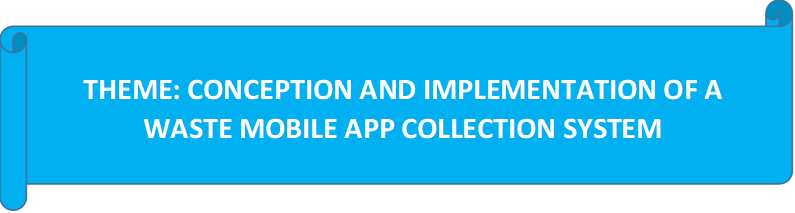 THEME: CONCEPTION AND IMPLEMENTATION OF A
WASTE MOBILE APP COLLECTION SYSTEM